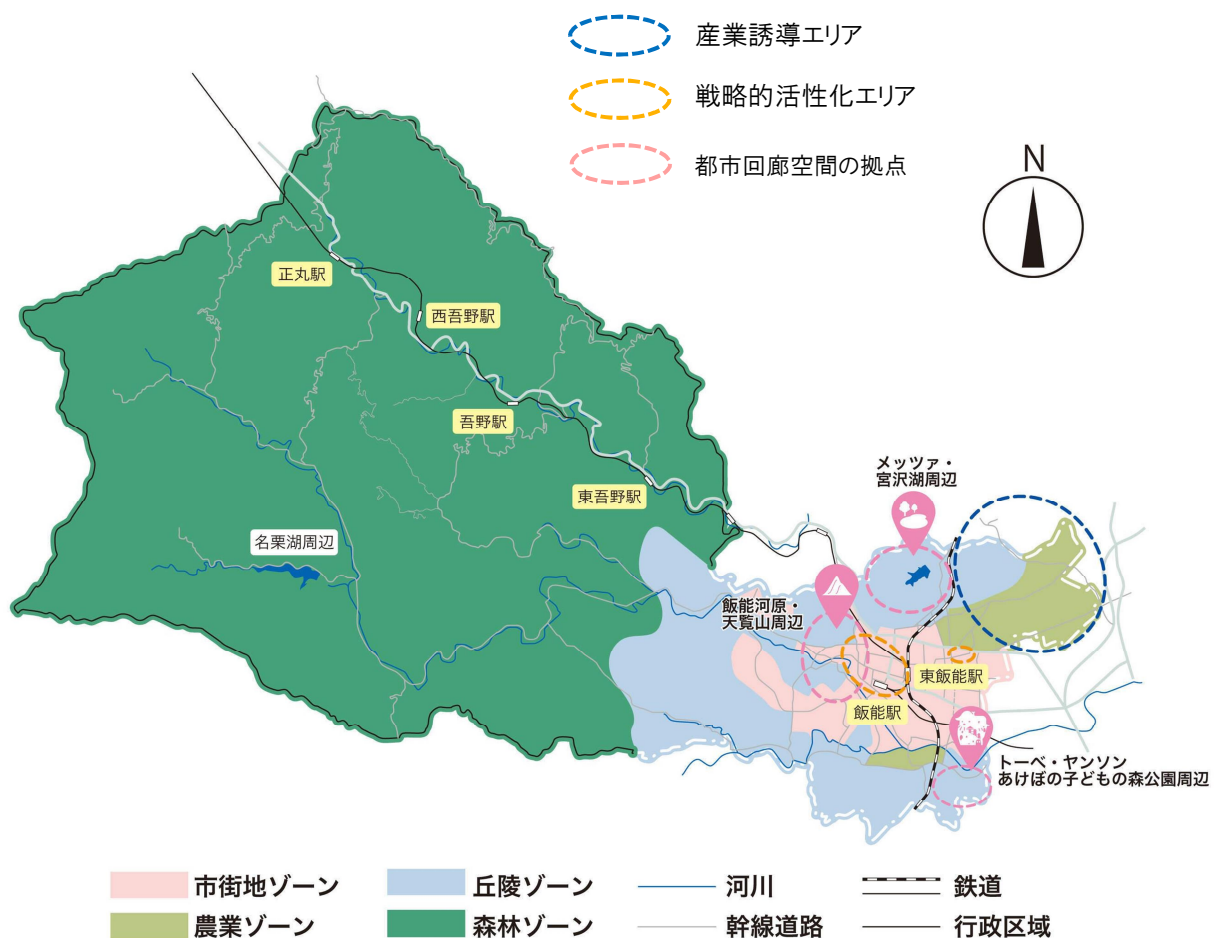 産業誘導エリア
戦略的活性化エリア
都市回廊空間の拠点
N
正丸駅
西吾野駅
吾野駅
東吾野駅
メッツァ・
宮沢湖周辺
名栗湖周辺
飯能河原・
天覧山周辺
東飯能駅
飯能駅
トーベ・ヤンソン
あけぼの子どもの森公園周辺
市街地ゾーン
丘陵ゾーン
河川
鉄道
農業ゾーン
森林ゾーン
幹線道路
行政区域